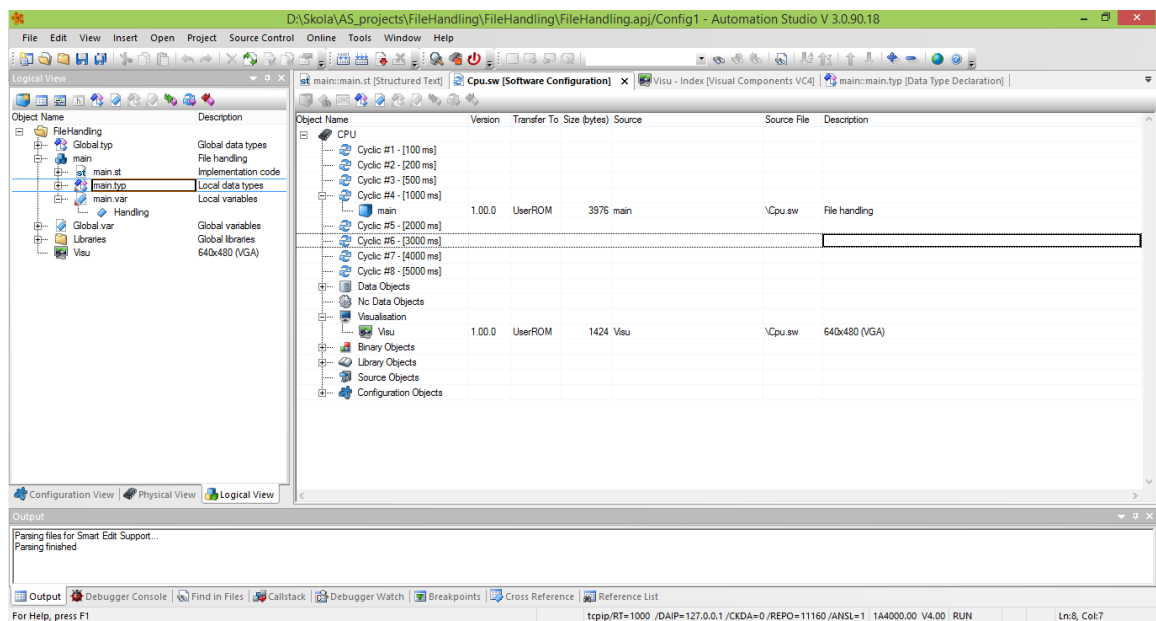 D:\Skola\AS_projects\FileHandling\FileHandling\FileHandling.apj/Config1 - Automation Studio V 3.0.90.18
File Edit View Insert Open Project Source Control Online Tools Window Help
Logical View
main::main.st [Structured Text] Cpu.sw [Software Configuration] Visu - Index [Visual Components VC4] main::main.typ [Data Type Declaration]
Object Name Description
FileHandling
Global.typ Global data types
main File handling
main.st Implementation code
main.typ Local data types
main.var Local variables
Handling
Global.var Global variables
Libraries Global libraries
Visu 640x480 (VGA)
Object Name Version Transfer To Size (bytes) Source Source File Description
CPU
Cyclic #1 - [100 ms]
Cyclic #2 - [200 ms]
Cyclic #3 - [500 ms]
Cyclic #4 - [1000 ms]
main 1.00.0 UserROM 3976 main \Cpu.sw File handling
Cyclic #5 - [2000 ms]
Cyclic #6 - [3000 ms]
Cyclic #7 - [4000 ms]
Cyclic #8 - [5000 ms]
Data Objects
Nc Data Objects
Visualisation
Visu 1.00.0 UserROM 1424 Visu \Cpu.sw 640x480 (VGA)
Binary Objects
Library Objects
Source Objects
Configuration Objects
Configuration View Physical View Logical View
Output
Parsing files for Smart Edit Support...
Parsing finished
Output Debugger Console Find in Files Callstack Debugger Watch Breakpoints Cross Reference Reference List
For Help, press F1 tcpip/RT=1000 /DAIP=127.0.0.1 /CKDA=0 /REPO=11160 /ANSL=1 1A4000.00 V4.00 RUN Ln:8, Col:7